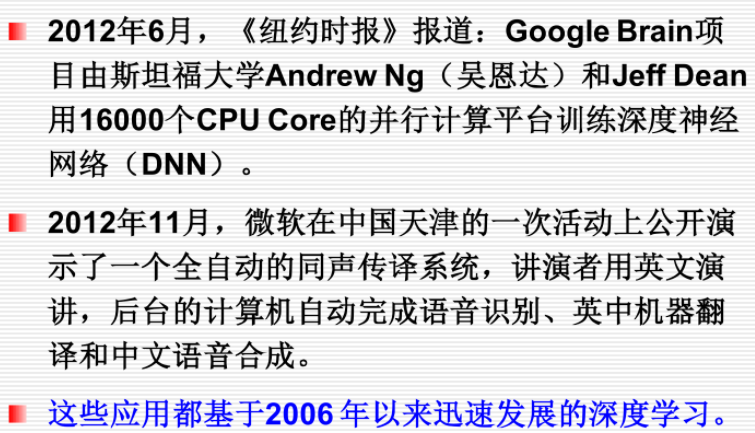 2012年6月，《纽约时报》报道：Google Brain项
目由斯坦福大学Andrew Ng（吴恩达）和Jeff Dean
用16000个CPU Core的并行计算平台训练深度神经
网络（DNN）。
2012年11月，微软在中国天津的一次活动上公开演
示了一个全自动的同声传译系统，讲演者用英文演
讲，后台的计算机自动完成语音识别、英中机器翻
译和中文语音合成。
这些应用都基于2006 年以来迅速发展的深度学习。